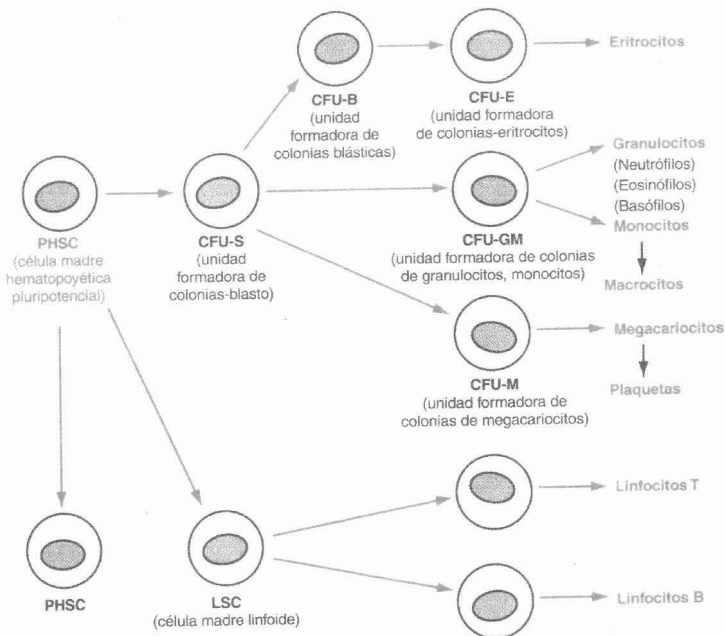 CFU-B
(unidad
formadora de
colonias blásticas)
CFU-E
(unidad formadora
de colonias-eritrocitos)
Eritrocitos
PHSC
(célula madre
hematopoyética
pluripotencial)
CFU-S
(unidad
formadora de
colonias-blasto)
CFU-GM
(unidad formadora de colonias
de granulocitos, monocitos)
Granulocitos
(Neutrófilos)
(Eosinófilos)
(Basófilos)
Monocitos
Macrocitos
CFU-M
(unidad formadora de
colonias de megacariocitos)
Megacariocitos
Plaquetas
PHSC
LSC
(célula madre linfoide)
Linfocitos T
Linfocitos B